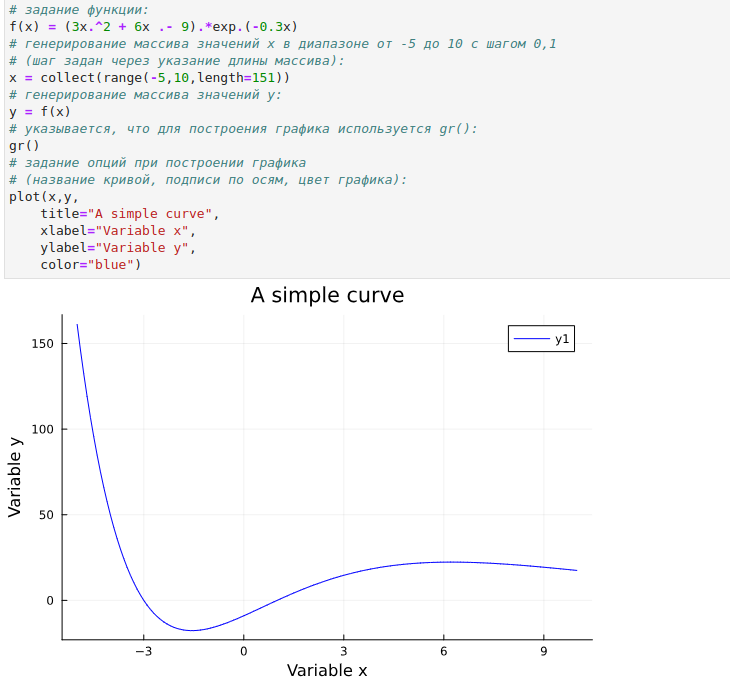 # задание функции:
f(x) = (3x.^2 + 6x .- 9).*exp.(-0.3x)
# генерирование массива значений x в диапазоне от -5 до 10 с шагом 0,1
# (шаг задан через указание длины массива):
x = collect(range(-5,10,length=151))
# генерирование массива значений y:
y = f(x)
# указывается, что для построения графика используется gr():
gr()
# задание опций при построении графика
# (название кривой, подписи по осям, цвет графика):
plot(x,y,
    title="A simple curve",
    xlabel="Variable x",
    ylabel="Variable y",
    color="blue")
A simple curve
y1
150
100
50
0
Variable y
−3 0 3 6 9
Variable x